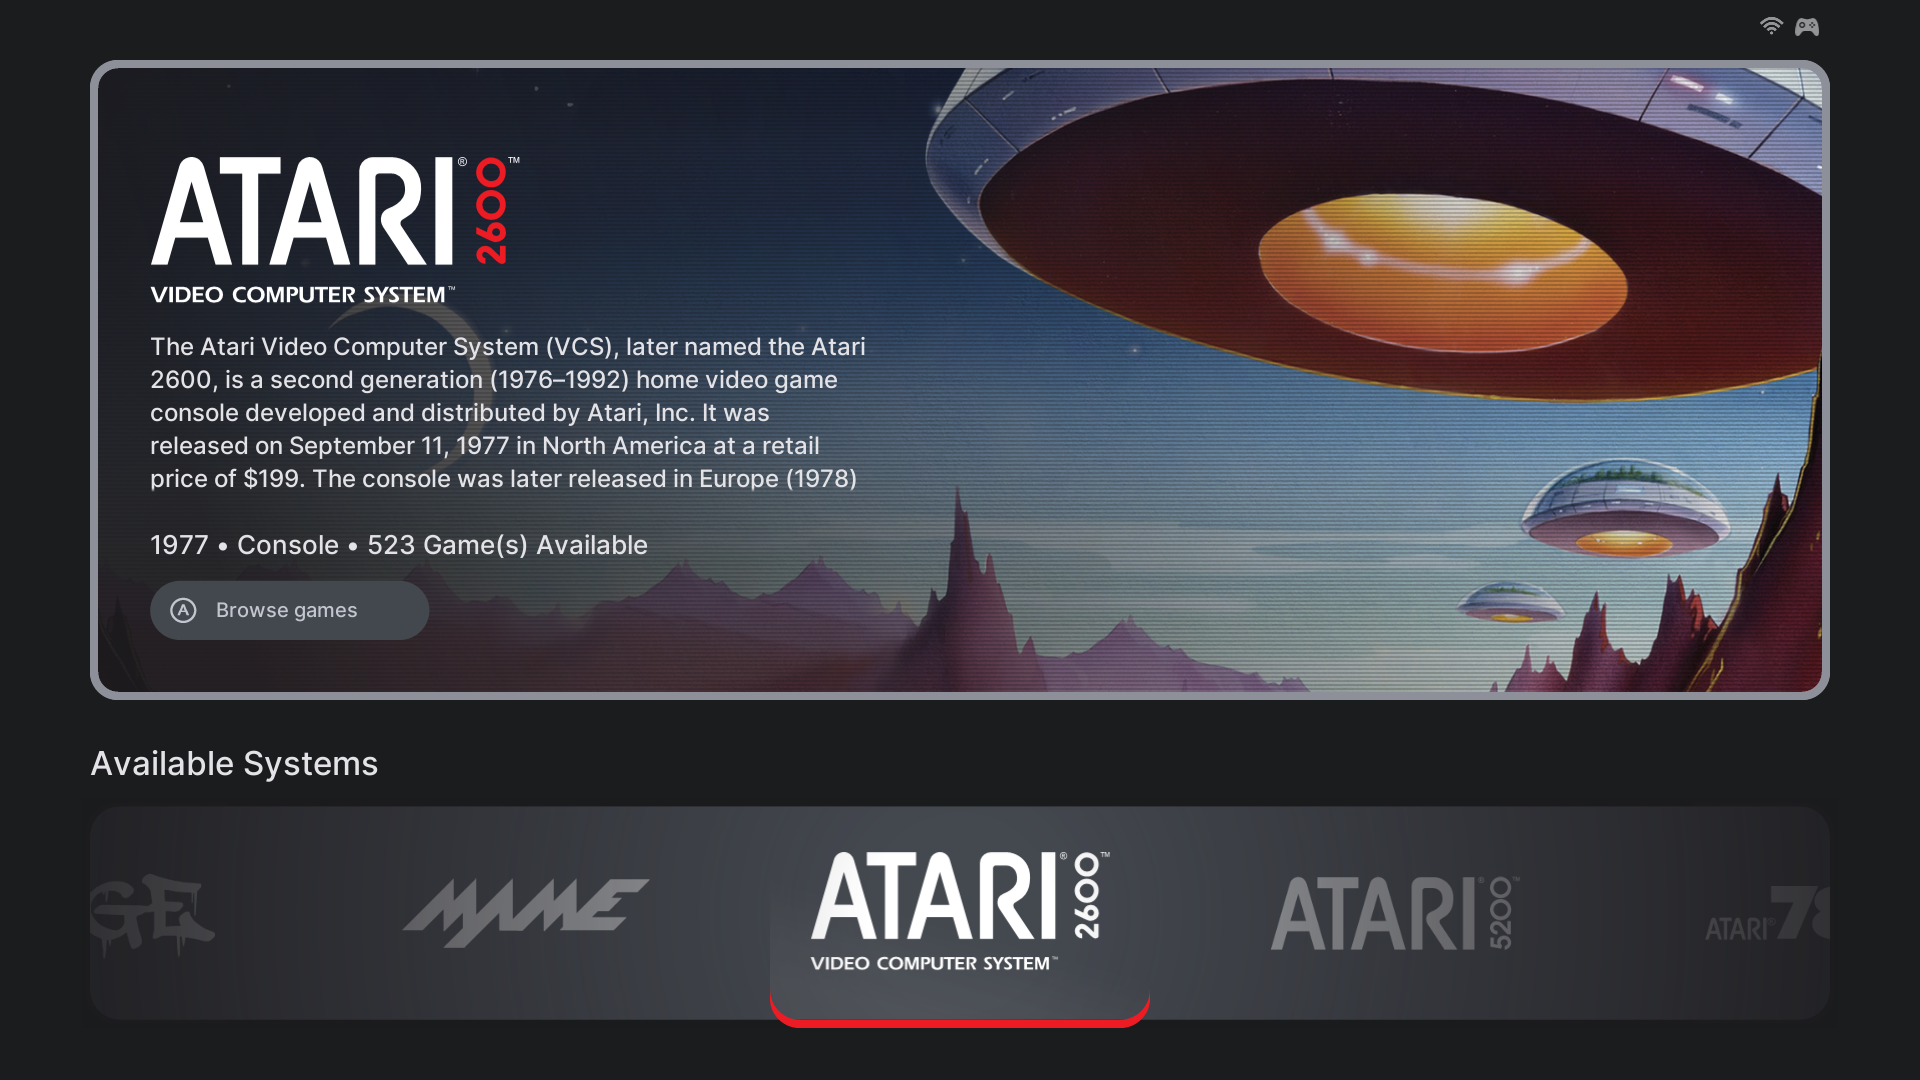 ATARI® 2600™
VIDEO COMPUTER SYSTEM™
The Atari Video Computer System (VCS), later named the Atari
2600, is a second generation (1976–1992) home video game
console developed and distributed by Atari, Inc. It was
released on September 11, 1977 in North America at a retail
price of $199. The console was later released in Europe (1978)
1977 • Console • 523 Game(s) Available
A Browse games
Available Systems
GE
MAME
ATARI® 2600™
VIDEO COMPUTER SYSTEM™
ATARI® 5200™
ATARI® 78